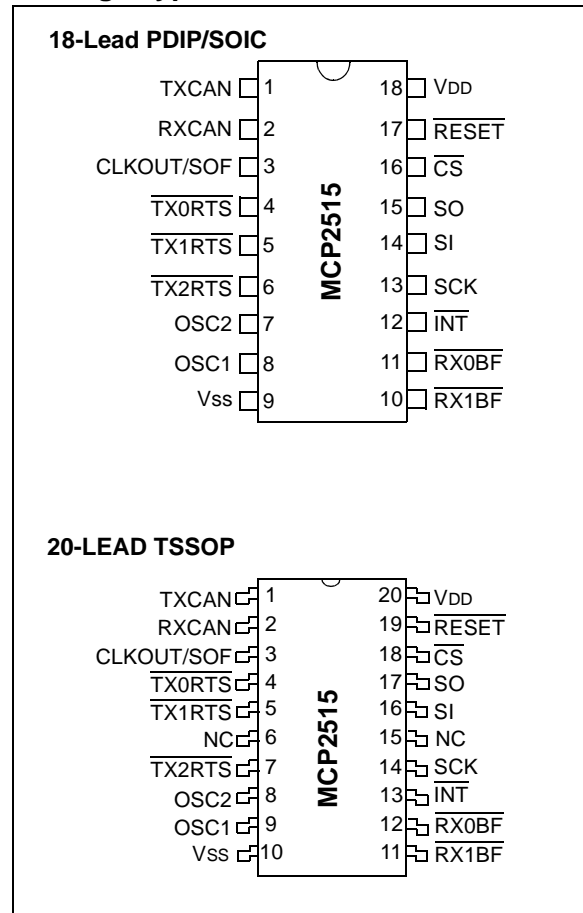 18-Lead PDIP/SOIC
TXCAN 1 18 VDD
RXCAN 2 17 RESET
CLKOUT/SOF 3 16 CS
TX0RTS 4 15 SO
TX1RTS 5 14 SI
TX2RTS 6 13 SCK
OSC2 7 12 INT
OSC1 8 11 RX0BF
Vss 9 10 RX1BF
MCP2515
20-LEAD TSSOP
TXCAN 1 20 VDD
RXCAN 2 19 RESET
CLKOUT/SOF 3 18 CS
TX0RTS 4 17 SO
TX1RTS 5 16 SI
NC 6 15 NC
TX2RTS 7 14 SCK
OSC2 8 13 INT
OSC1 9 12 RX0BF
Vss 10 11 RX1BF
MCP2515